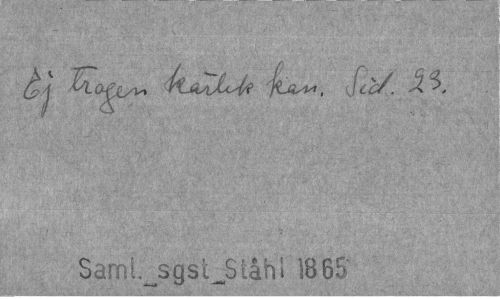 Ej trogen kärlek kan. Sid. 23.
Saml._sgst_Ståhl 1865